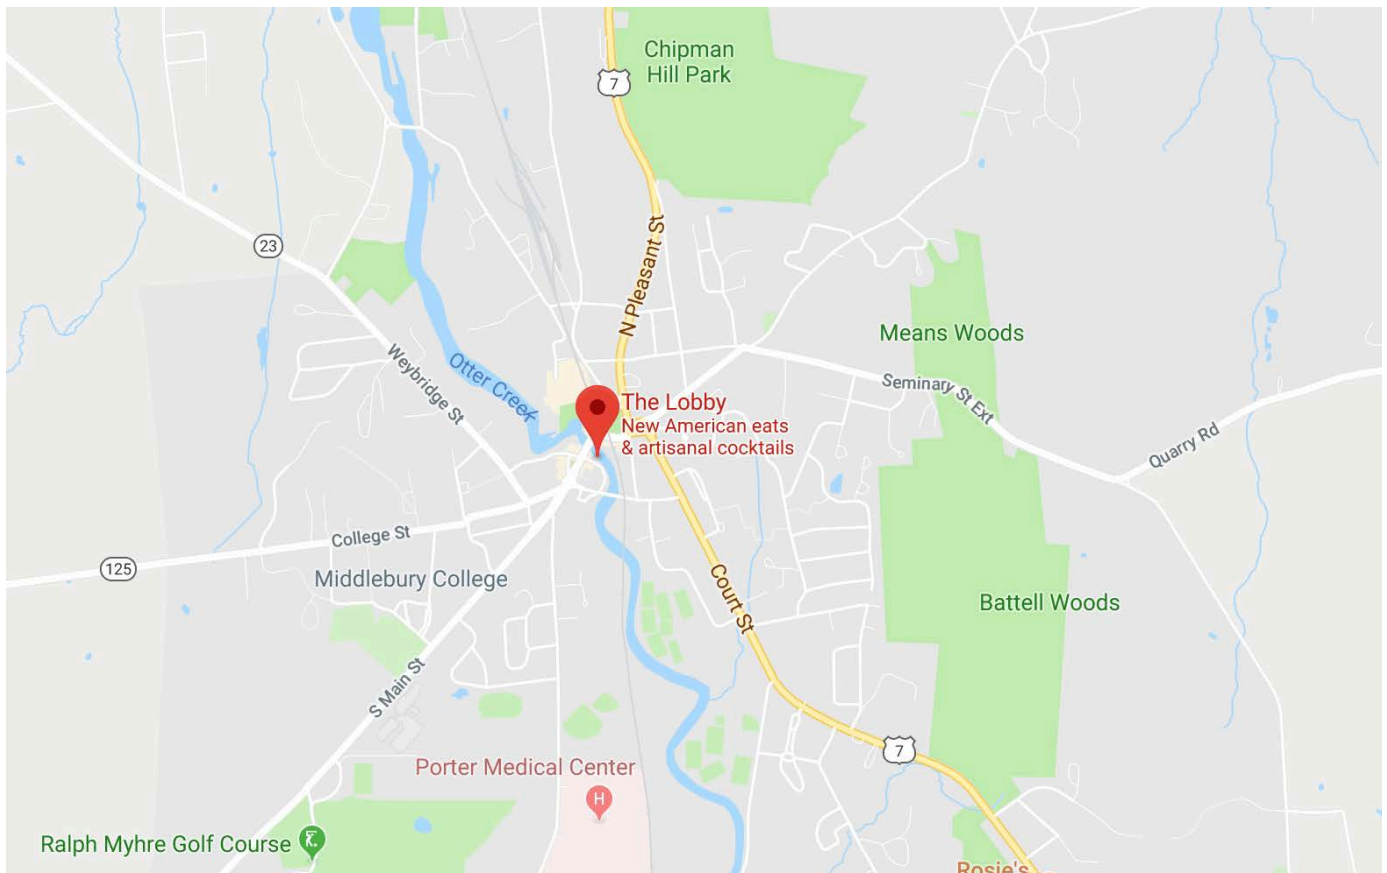 Chipman
Hill Park
7
23
N Pleasant St
Means Woods
Otter Creek
Weybridge St
Seminary St Ext
The Lobby
New American eats
& artisanal cocktails
Quarry Rd
College St
125
Middlebury College
Court St
Battell Woods
S Main St
7
Porter Medical Center
H
Ralph Myhre Golf Course
Rosie's